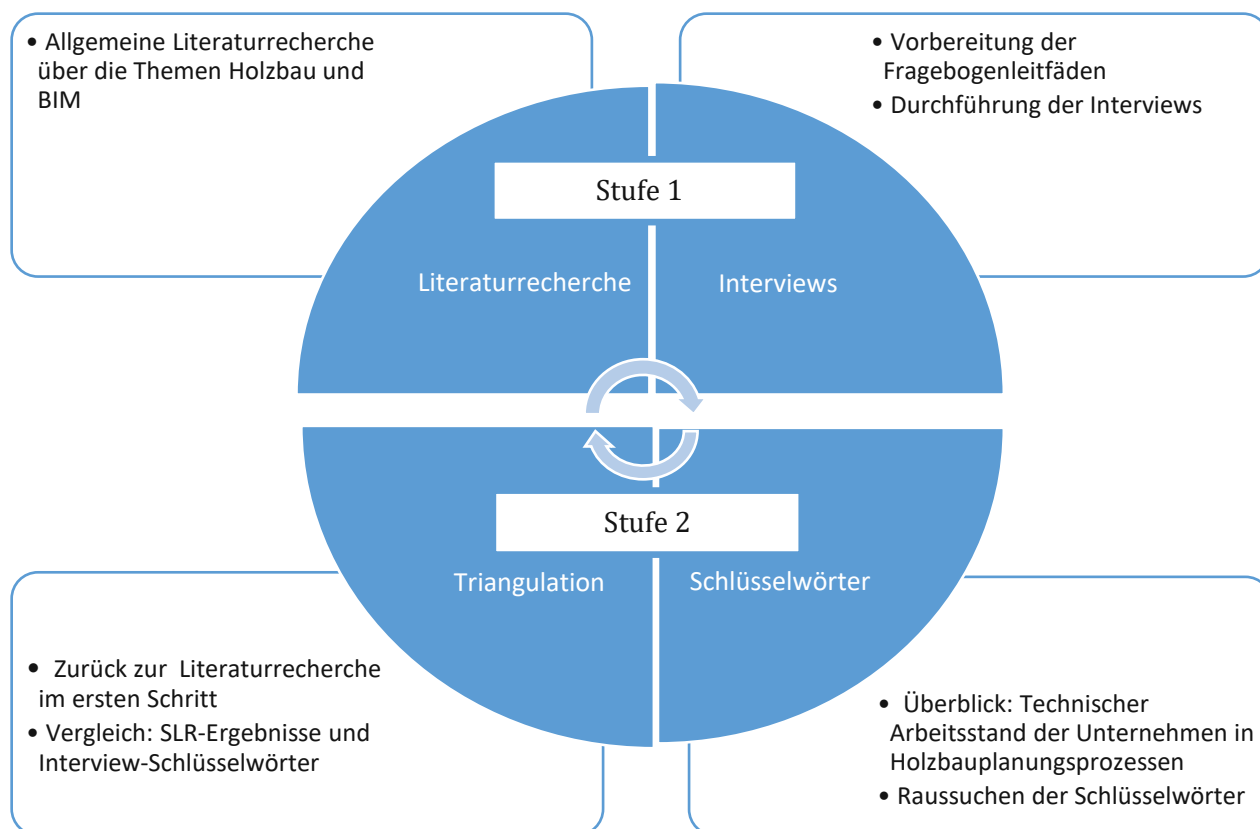 • Allgemeine Literaturrecherche
über die Themen Holzbau und
BIM
• Vorbereitung der
Fragebogenleitfäden
• Durchführung der Interviews
Stufe 1
Literaturrecherche
Interviews
Stufe 2
Triangulation
Schlüsselwörter
• Zurück zur Literaturrecherche
im ersten Schritt
• Vergleich: SLR-Ergebnisse und
Interview-Schlüsselwörter
• Überblick: Technischer
Arbeitsstand der Unternehmen in
Holzbauplanungsprozessen
• Raussuchen der Schlüsselwörter